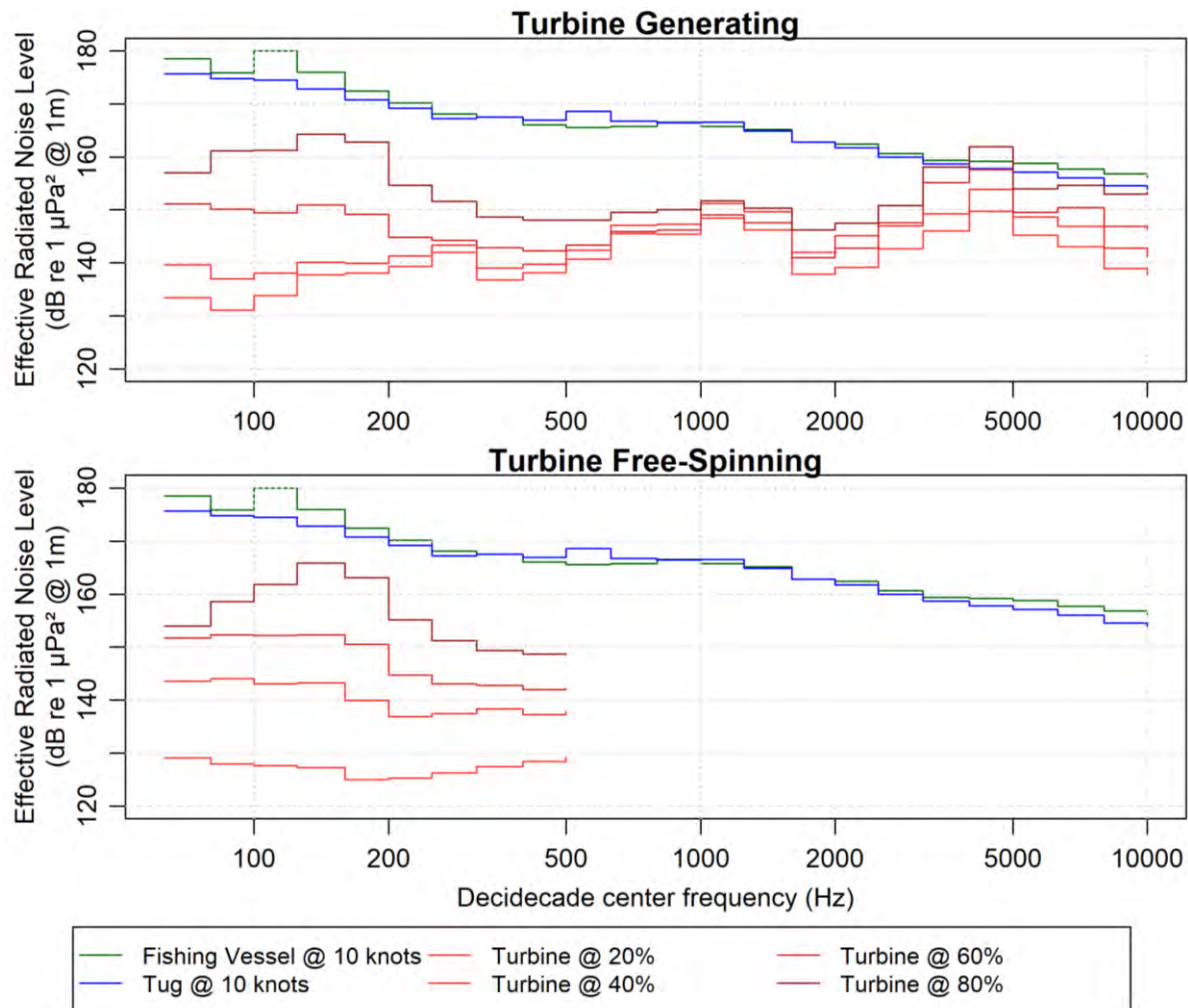 Turbine Generating
Effective Radiated Noise Level
(dB re 1 µPa² @ 1m)
180
160
140
120
100 200 500 1000 2000 5000 10000
Turbine Free-Spinning
Effective Radiated Noise Level
(dB re 1 µPa² @ 1m)
180
160
140
120
100 200 500 1000 2000 5000 10000
Decidecade center frequency (Hz)
Fishing Vessel @ 10 knots Turbine @ 20% Turbine @ 60%
Tug @ 10 knots Turbine @ 40% Turbine @ 80%